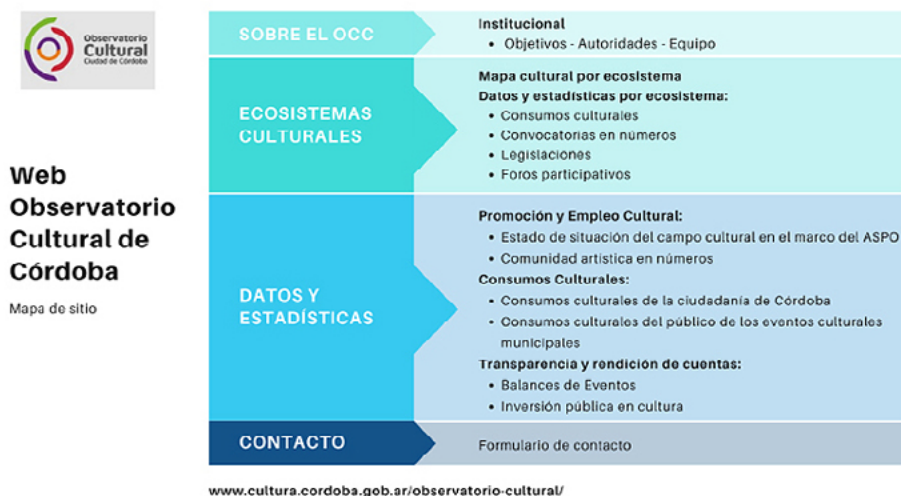 Observatorio
Cultural
Ciudad de Córdoba
Web
Observatorio
Cultural de
Córdoba
Mapa de sitio
SOBRE EL OCC
Institucional
• Objetivos - Autoridades - Equipo
ECOSISTEMAS
CULTURALES
Mapa cultural por ecosistema
Datos y estadísticas por ecosistema:
• Consumos culturales
• Convocatorias en números
• Legislaciones
• Foros participativos
DATOS Y
ESTADÍSTICAS
Promoción y Empleo Cultural:
• Estado de situación del campo cultural en el marco del ASPO
• Comunidad artística en números
Consumos Culturales:
• Consumos culturales de la ciudadanía de Córdoba
• Consumos culturales del público de los eventos culturales
municipales
Transparencia y rendición de cuentas:
• Balances de Eventos
• Inversión pública en cultura
CONTACTO
Formulario de contacto
www.cultura.cordoba.gob.ar/observatorio-cultural/